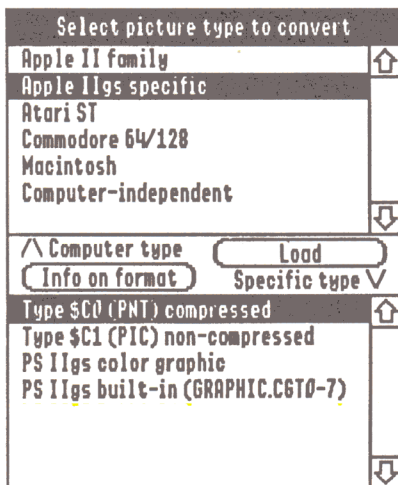 Select picture type to convert
Apple II family
Apple IIgs specific
Atari ST
Commodore 64/128
Macintosh
Computer-independent
/\ Computer type
Load
Info on format
Specific type \/
Type $C0 (PNT) compressed
Type $C1 (PIC) non-compressed
PS IIgs color graphic
PS IIgs built-in (GRAPHIC.CGT0-7)